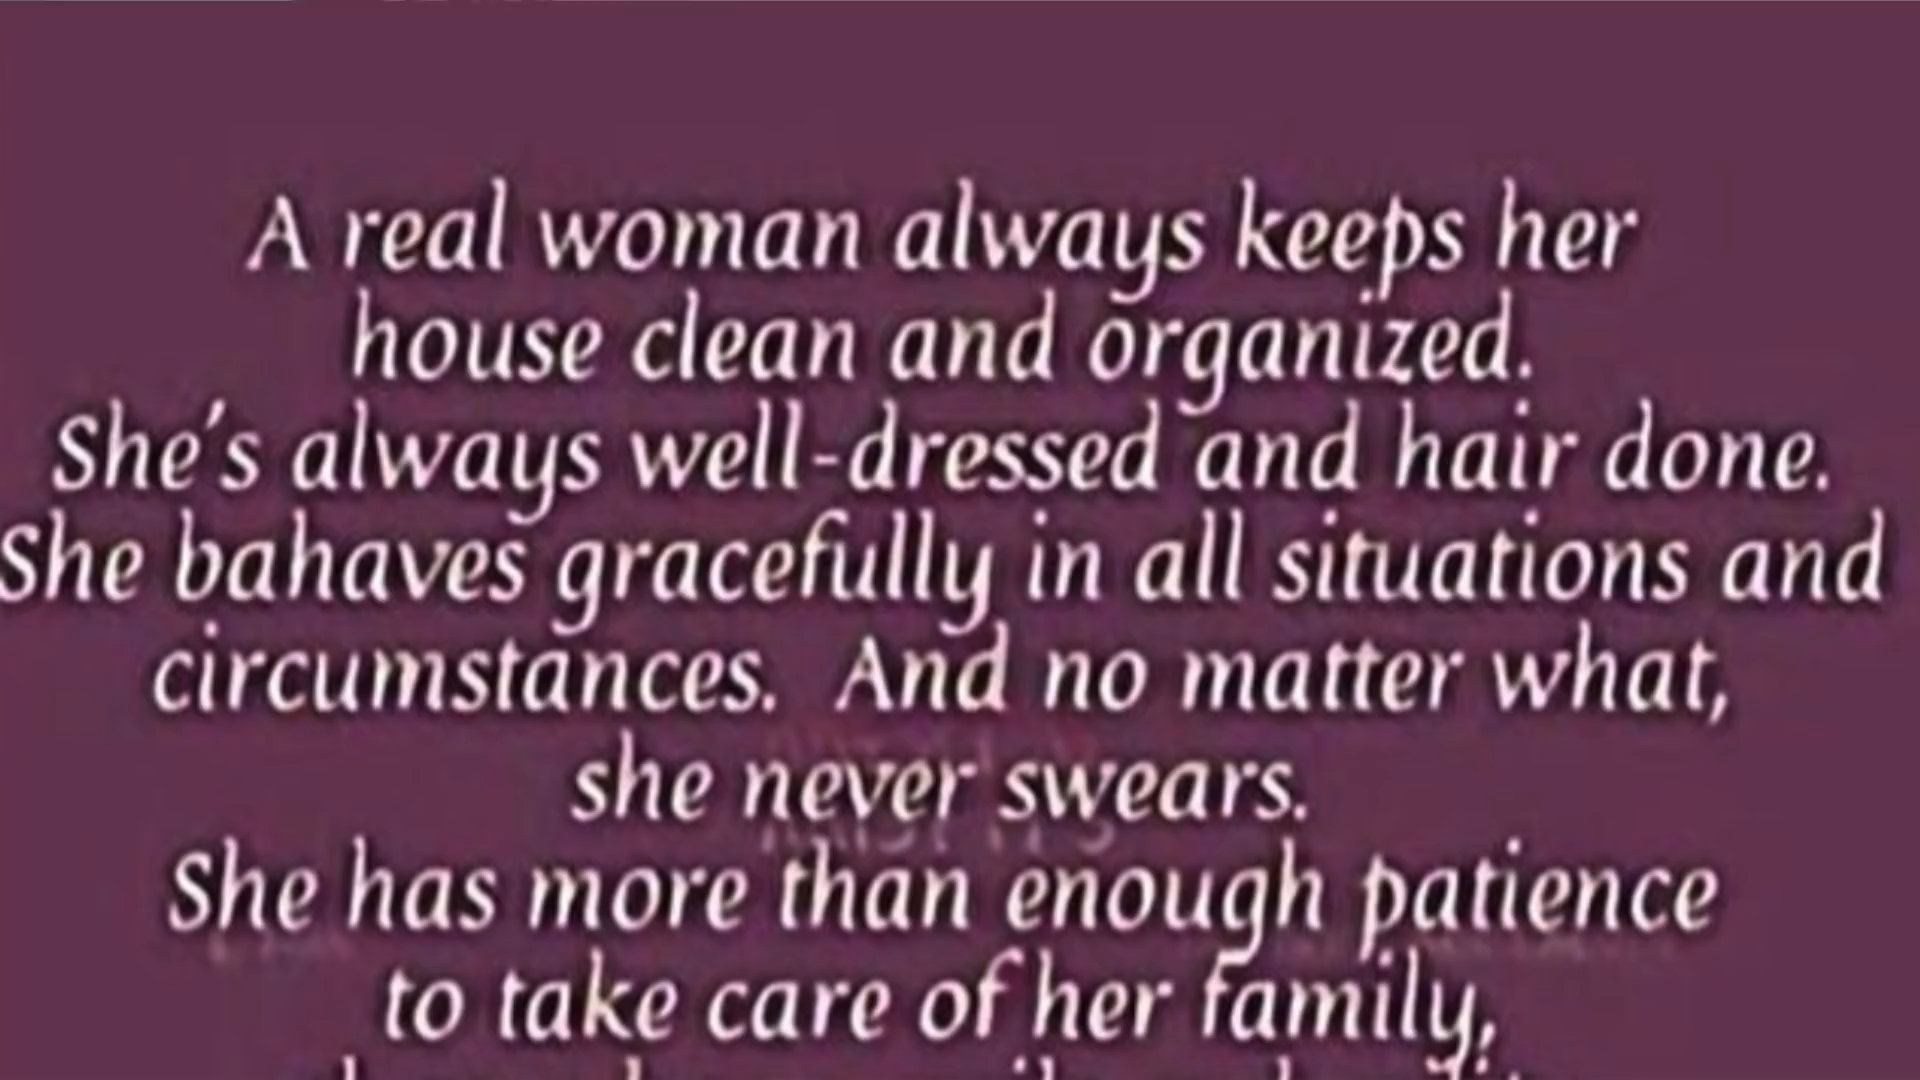 A real woman always keeps her
house clean and organized.
She's always well-dressed and hair done.
She bahaves gracefully in all situations and
circumstances. And no matter what,
she never swears.
She has more than enough patience
to take care of her family,